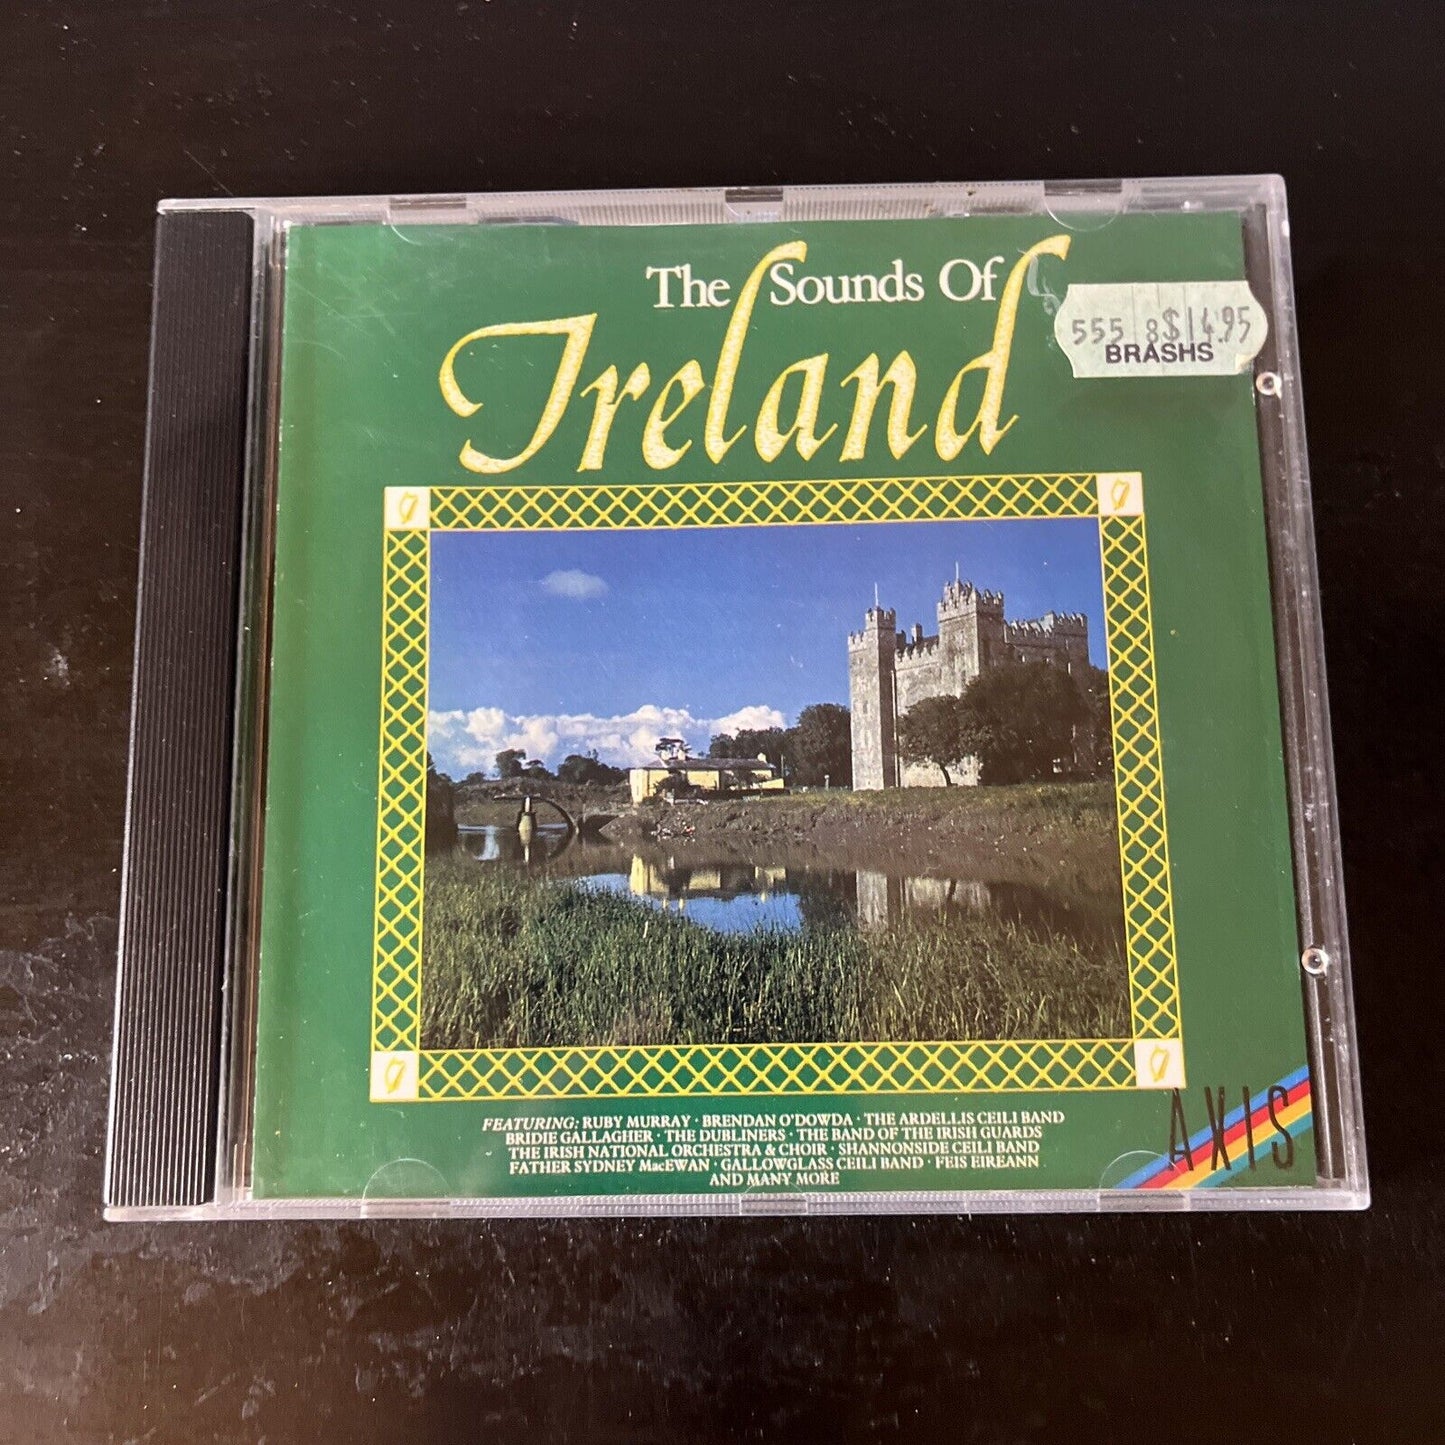 The Sounds Of
Ireland
555 8 $14.95
BRASHS
FEATURING: RUBY MURRAY · BRENDAN O'DOWDA · THE ARDELLIS CEILI BAND
BRIDIE GALLAGHER · THE DUBLINERS · THE BAND OF THE IRISH GUARDS
THE IRISH NATIONAL ORCHESTRA & CHOIR · SHANNONSIDE CEILI BAND
FATHER SYDNEY MacEWAN · GALLOWGLASS CEILI BAND · FEIS EIREANN
AND MANY MORE
AXIS